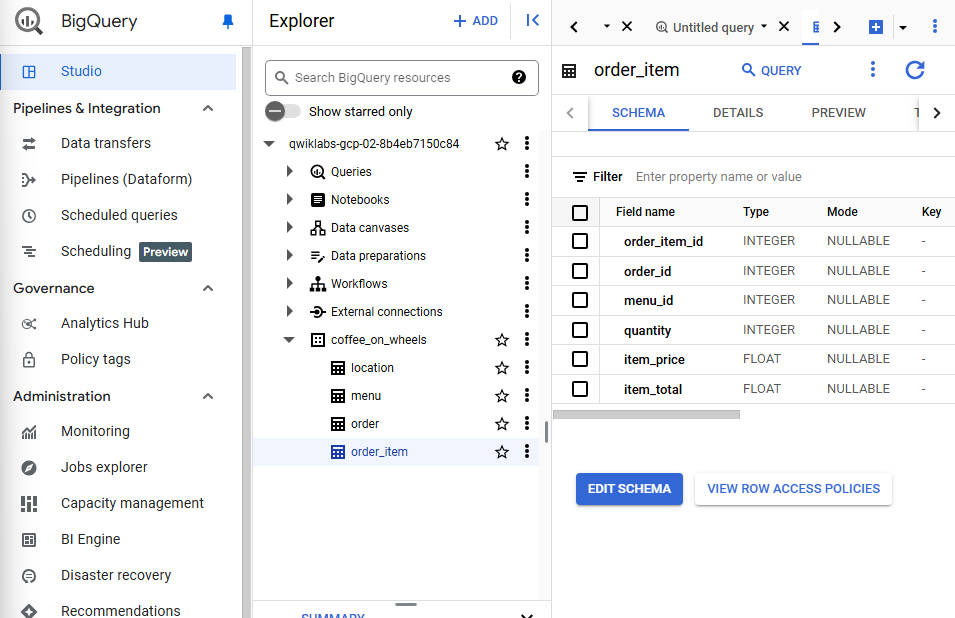 BigQuery
Studio
Pipelines & Integration
Data transfers
Pipelines (Dataform)
Scheduled queries
Scheduling Preview
Governance
Analytics Hub
Policy tags
Administration
Monitoring
Jobs explorer
Capacity management
BI Engine
Disaster recovery
Recommendations
Explorer
+ ADD
Search BigQuery resources
Show starred only
qwiklabs-gcp-02-8b4eb7150c84
Queries
Notebooks
Data canvases
Data preparations
Workflows
External connections
coffee_on_wheels
location
menu
order
order_item
SUMMARY
Untitled query
order_item QUERY
SCHEMA DETAILS PREVIEW
Filter Enter property name or value
Field name Type Mode Key
order_item_id INTEGER NULLABLE -
order_id INTEGER NULLABLE -
menu_id INTEGER NULLABLE -
quantity INTEGER NULLABLE -
item_price FLOAT NULLABLE -
item_total FLOAT NULLABLE -
EDIT SCHEMA VIEW ROW ACCESS POLICIES